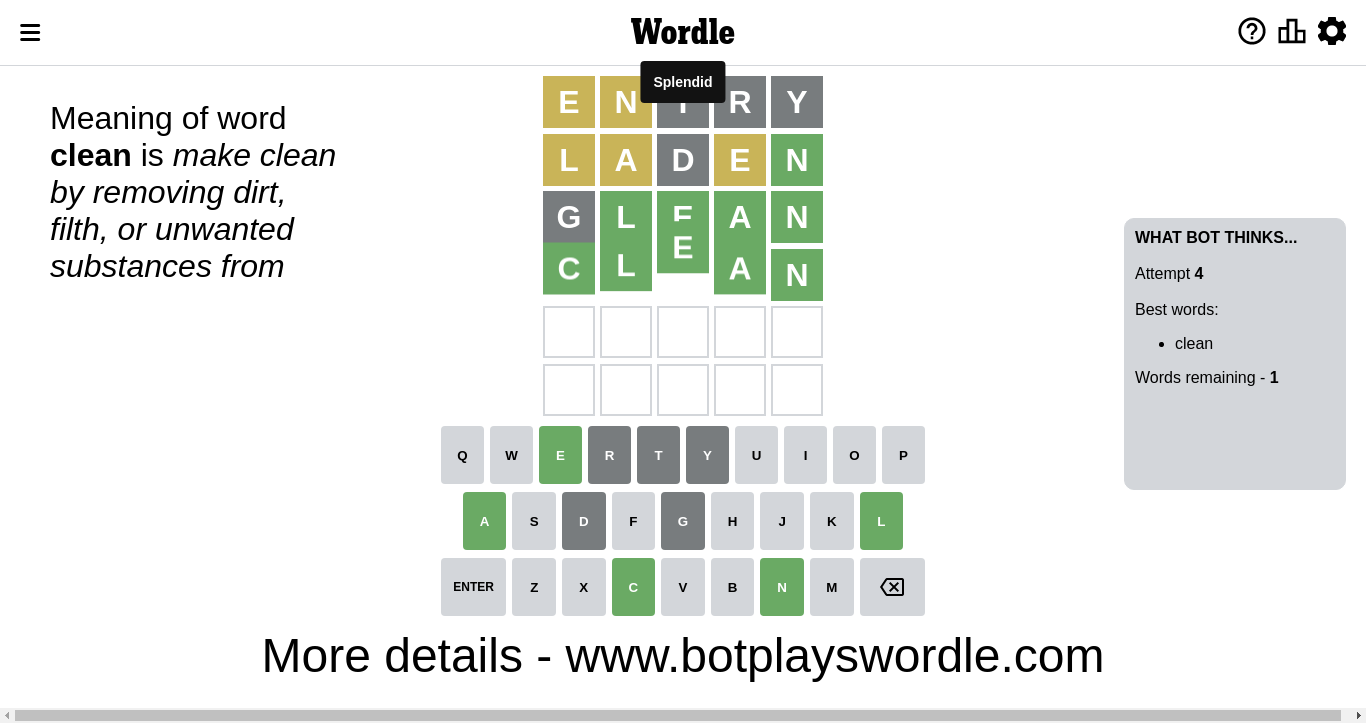 Wordle
Splendid
Meaning of word
clean is make clean
by removing dirt,
filth, or unwanted
substances from
E N T R Y
L A D E N
G L E A N
C L E A N
Q W E R T Y U I O P
A S D F G H J K L
ENTER Z X C V B N M
WHAT BOT THINKS...
Attempt 4
Best words:
clean
Words remaining - 1
More details - www.botplayswordle.com